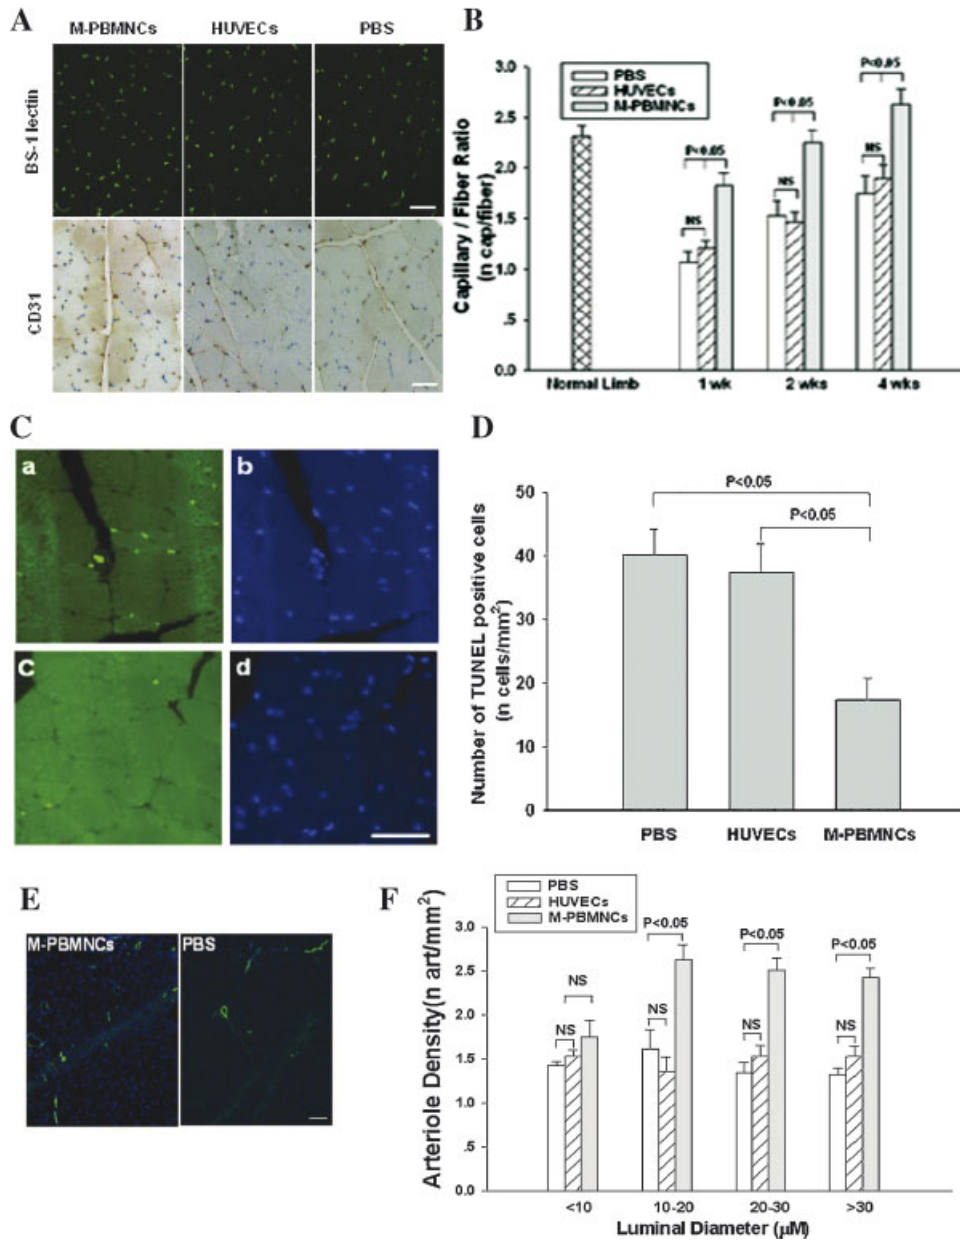 A
M-PBMNCs
HUVECs
PBS
BS-1 lectin
CD31
B
PBS
HUVECs
M-PBMNCs
P<0.05
P<0.05
P<0.05
NS
NS
NS
Capillary / Fiber Ratio
(n cap/fiber)
3.0
2.5
2.0
1.5
1.0
0.0
Normal Limb
1 wk
2 wks
4 wks
C
a
b
c
d
D
P<0.05
P<0.05
Number of TUNEL positive cells
(n cells/mm²)
50
40
30
20
10
0
PBS
HUVECs
M-PBMNCs
E
M-PBMNCs
PBS
F
PBS
HUVECs
M-PBMNCs
P<0.05
P<0.05
P<0.05
NS
NS
NS
NS
NS
Arteriole Density(n art/mm²)
3.0
2.5
2.0
1.5
1.0
.5
0.0
<10
10-20
20-30
>30
Luminal Diameter (μM)